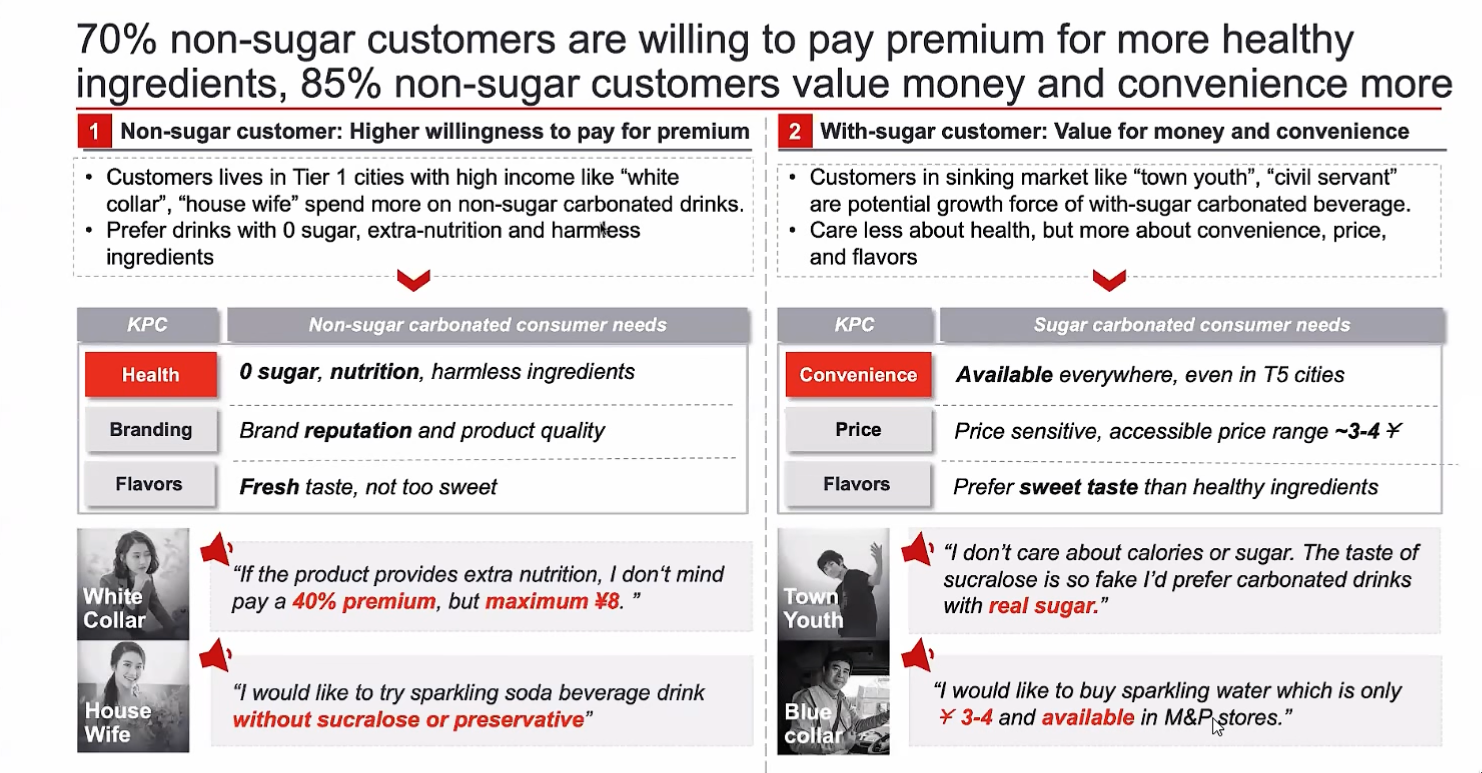 70% non-sugar customers are willing to pay premium for more healthy
ingredients, 85% non-sugar customers value money and convenience more
1 Non-sugar customer: Higher willingness to pay for premium
• Customers lives in Tier 1 cities with high income like “white
collar”, “house wife” spend more on non-sugar carbonated drinks.
• Prefer drinks with 0 sugar, extra-nutrition and harmless
ingredients
KPC Non-sugar carbonated consumer needs
Health 0 sugar, nutrition, harmless ingredients
Branding Brand reputation and product quality
Flavors Fresh taste, not too sweet
White
Collar
“If the product provides extra nutrition, I don‘t mind
pay a 40% premium, but maximum ¥8. ”
House
Wife
“I would like to try sparkling soda beverage drink
without sucralose or preservative”
2 With-sugar customer: Value for money and convenience
• Customers in sinking market like “town youth”, “civil servant”
are potential growth force of with-sugar carbonated beverage.
• Care less about health, but more about convenience, price,
and flavors
KPC Sugar carbonated consumer needs
Convenience Available everywhere, even in T5 cities
Price Price sensitive, accessible price range ~3-4 ¥
Flavors Prefer sweet taste than healthy ingredients
Town
Youth
“I don’t care about calories or sugar. The taste of
sucralose is so fake I’d prefer carbonated drinks
with real sugar.”
Blue
collar
“I would like to buy sparkling water which is only
¥ 3-4 and available in M&P stores.”